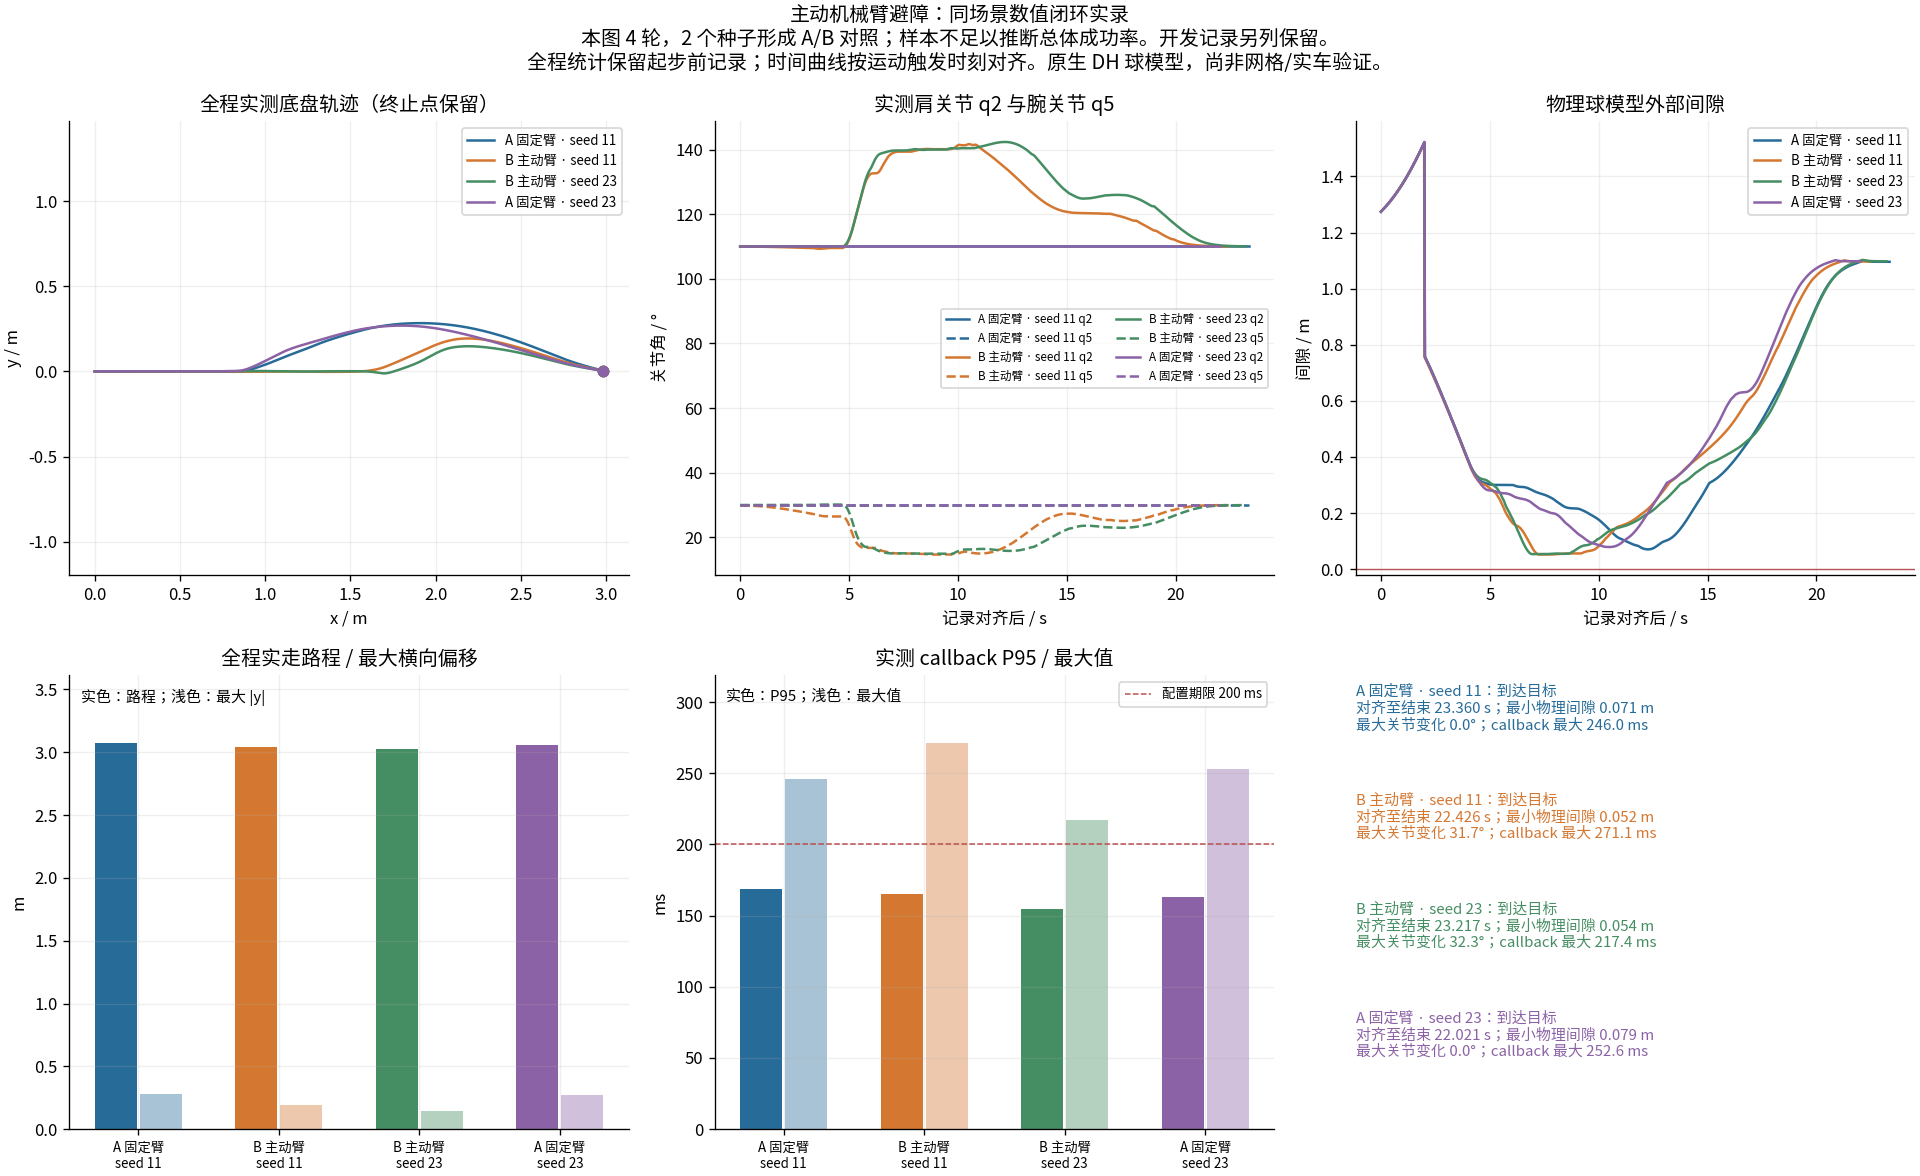 主动机械臂避障：同场景数值闭环实录
本图 4 轮，2 个种子形成 A/B 对照；样本不足以推断总体成功率。开发记录另列保留。
全程统计保留起步前记录；时间曲线按运动触发时刻对齐。原生 DH 球模型，尚非网格/实车验证。
全程实测底盘轨迹（终止点保留）
A 固定臂 · seed 11
B 主动臂 · seed 11
B 主动臂 · seed 23
A 固定臂 · seed 23
1.0
0.5
0.0
-0.5
-1.0
y / m
0.0 0.5 1.0 1.5 2.0 2.5 3.0
x / m
实测肩关节 q2 与腕关节 q5
140
120
100
80
60
40
20
关节角 / °
A 固定臂 · seed 11 q2
A 固定臂 · seed 11 q5
B 主动臂 · seed 11 q2
B 主动臂 · seed 11 q5
B 主动臂 · seed 23 q2
B 主动臂 · seed 23 q5
A 固定臂 · seed 23 q2
A 固定臂 · seed 23 q5
0 5 10 15 20
记录对齐后 / s
物理球模型外部间隙
A 固定臂 · seed 11
B 主动臂 · seed 11
B 主动臂 · seed 23
A 固定臂 · seed 23
1.4
1.2
1.0
0.8
0.6
0.4
0.2
0.0
间隙 / m
0 5 10 15 20
记录对齐后 / s
全程实走路程 / 最大横向偏移
实色：路程；浅色：最大 |y|
3.5
3.0
2.5
2.0
1.5
1.0
0.5
0.0
m
A 固定臂
seed 11
B 主动臂
seed 11
B 主动臂
seed 23
A 固定臂
seed 23
实测 callback P95 / 最大值
实色：P95；浅色：最大值
配置期限 200 ms
300
250
200
150
100
50
0
ms
A 固定臂
seed 11
B 主动臂
seed 11
B 主动臂
seed 23
A 固定臂
seed 23
A 固定臂 · seed 11：到达目标
对齐至结束 23.360 s；最小物理间隙 0.071 m
最大关节变化 0.0°；callback 最大 246.0 ms
B 主动臂 · seed 11：到达目标
对齐至结束 22.426 s；最小物理间隙 0.052 m
最大关节变化 31.7°；callback 最大 271.1 ms
B 主动臂 · seed 23：到达目标
对齐至结束 23.217 s；最小物理间隙 0.054 m
最大关节变化 32.3°；callback 最大 217.4 ms
A 固定臂 · seed 23：到达目标
对齐至结束 22.021 s；最小物理间隙 0.079 m
最大关节变化 0.0°；callback 最大 252.6 ms